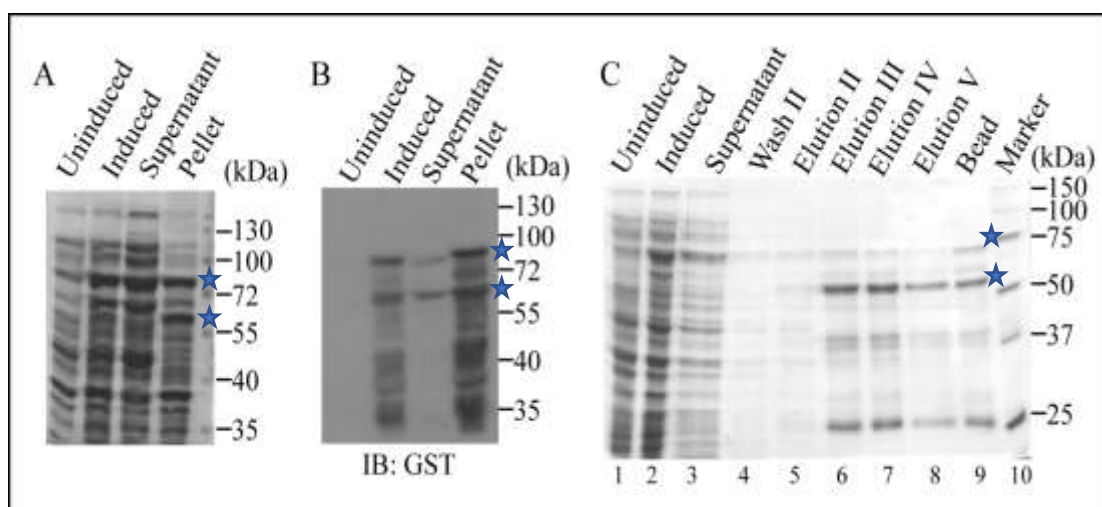 A
Uninduced
Induced
Supernatant
Pellet
(kDa)
130
100
72
55
40
35
B
Uninduced
Induced
Supernatant
Pellet
(kDa)
130
100
72
55
40
35
IB: GST
C
Uninduced
Induced
Supernatant
Wash II
Elution II
Elution III
Elution IV
Elution V
Bead
Marker
(kDa)
150
100
75
50
37
25
1 2 3 4 5 6 7 8 9 10